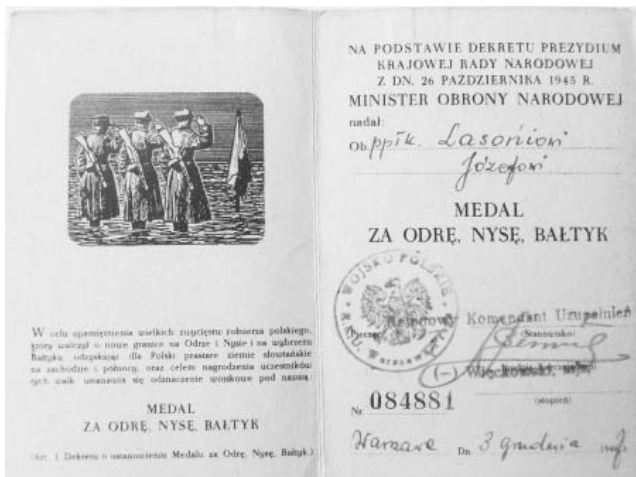 W celu upamiętnienia wielkich zwycięstw żołnierza polskiego,
który walczył o nowe granice na Odrze i Nysie i na wybrzeżu
Bałtyku, odzyskując dla Polski prastare ziemie słowiańskie
na zachodzie i północy, oraz celem nagrodzenia uczestników
tych walk ustanawia się odznaczenie wojskowe pod nazwą:
MEDAL
ZA ODRĘ, NYSĘ, BAŁTYK
(Art. 1 Dekretu o ustanowieniu Medalu za Odrę, Nysę, Bałtyk.)
NA PODSTAWIE DEKRETU PREZYDIUM
KRAJOWEJ RADY NARODOWEJ
Z DN. 26 PAŹDZIERNIKA 1945 R.
MINISTER OBRONY NARODOWEJ
nadał:
Ob. ppłk. Lasoniowi
Józefowi
MEDAL
ZA ODRĘ, NYSĘ, BAŁTYK
WOJSKO POLSKIE
Rejonowy Komendant Uzupełnień
(Stanowisko)
(—) Więckowski, mjr.
(stopień)
Nr. 084881
Warszawa Dn. 3 grudnia